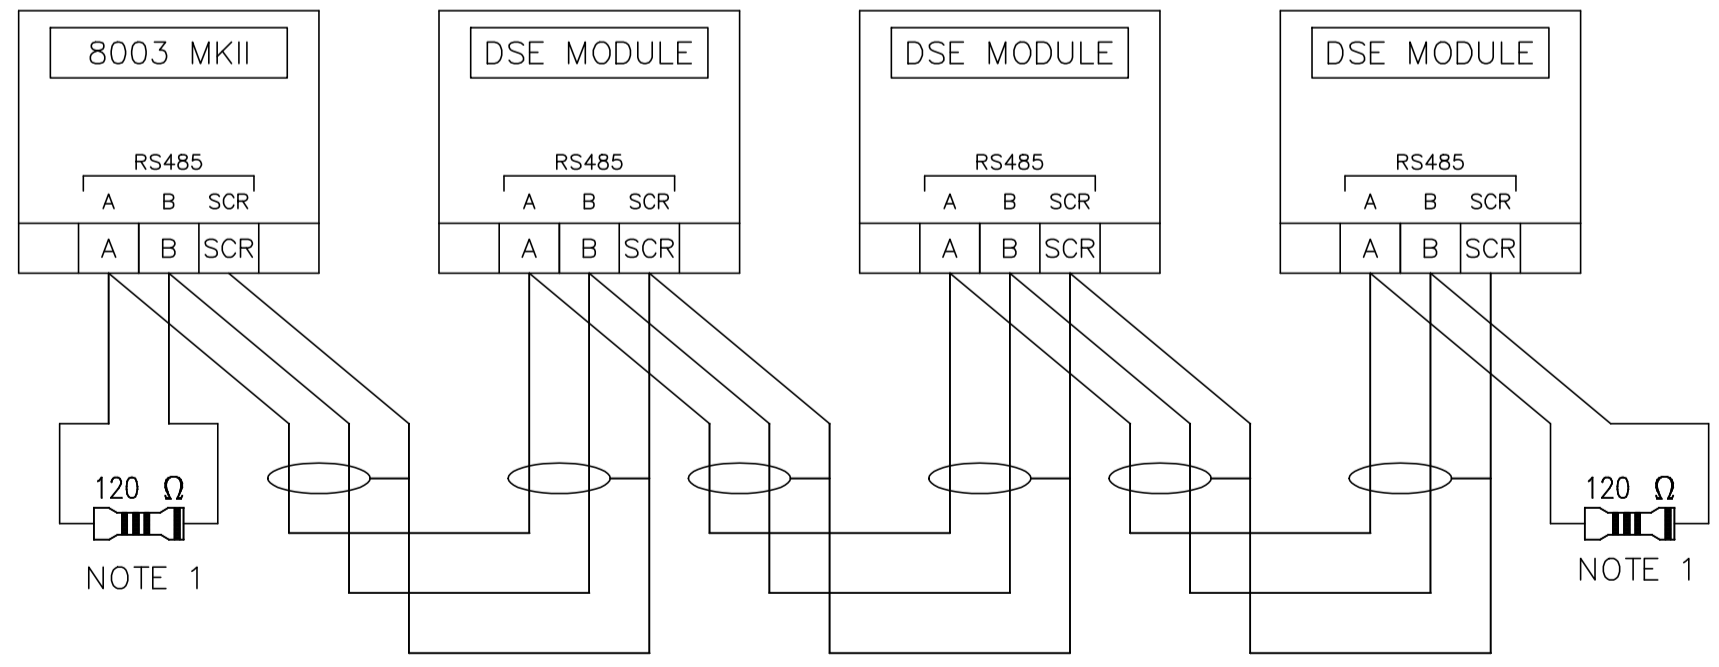 8003 MKII DSE MODULE DSE MODULE DSE MODULE
RS485 RS485 RS485 RS485
A B SCR A B SCR A B SCR A B SCR
A B SCR A B SCR A B SCR A B SCR
120 Ω 120 Ω
NOTE 1 NOTE 1